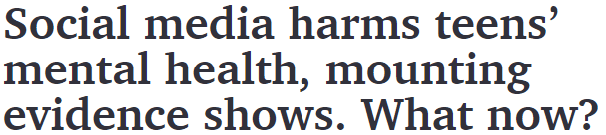 Social media harms teens’
mental health, mounting
evidence shows. What now?